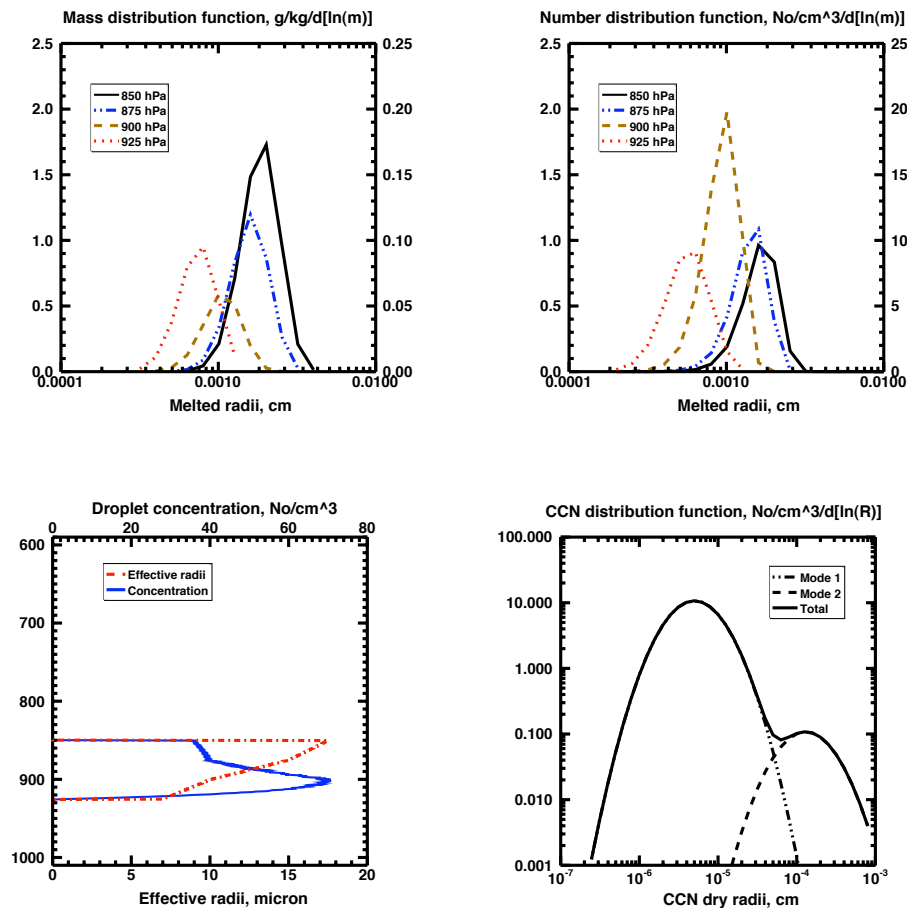 Mass distribution function, g/kg/d[ln(m)]
2.5
2.0
1.5
1.0
0.5
0.0
0.25
0.20
0.15
0.10
0.05
0.00
850 hPa
875 hPa
900 hPa
925 hPa
0.0001
0.0010
0.0100
Melted radii, cm
Number distribution function, No/cm^3/d[ln(m)]
2.5
2.0
1.5
1.0
0.5
0.0
25
20
15
10
5
0
850 hPa
875 hPa
900 hPa
925 hPa
0.0001
0.0010
0.0100
Melted radii, cm
Droplet concentration, No/cm^3
0 20 40 60 80
600
700
800
900
1000
Effective radii
Concentration
0 5 10 15 20
Effective radii, micron
CCN distribution function, No/cm^3/d[ln(R)]
100.000
10.000
1.000
0.100
0.010
0.001
Mode 1
Mode 2
Total
10^-7 10^-6 10^-5 10^-4 10^-3
CCN dry radii, cm